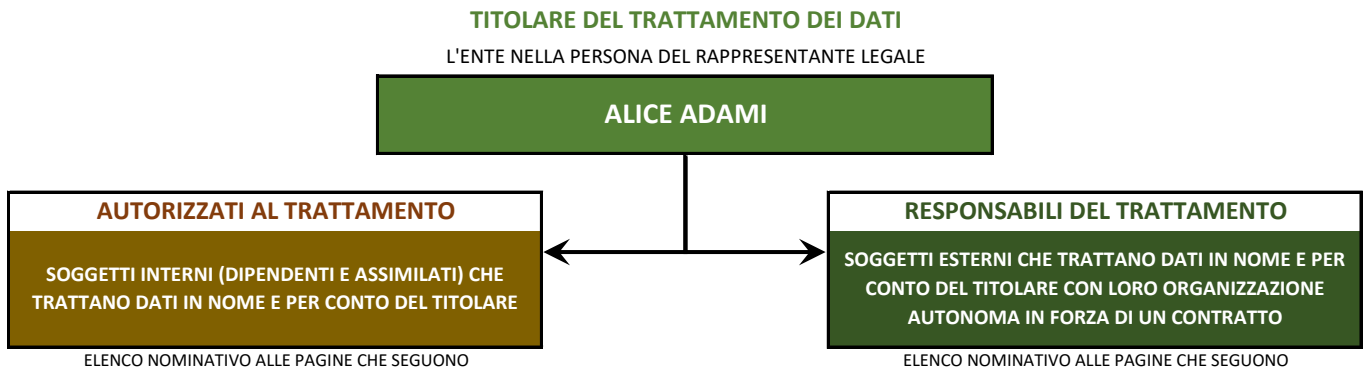 TITOLARE DEL TRATTAMENTO DEI DATI
L'ENTE NELLA PERSONA DEL RAPPRESENTANTE LEGALE
ALICE ADAMI
AUTORIZZATI AL TRATTAMENTO
SOGGETTI INTERNI (DIPENDENTI E ASSIMILATI) CHE
TRATTANO DATI IN NOME E PER CONTO DEL TITOLARE
ELENCO NOMINATIVO ALLE PAGINE CHE SEGUONO
RESPONSABILI DEL TRATTAMENTO
SOGGETTI ESTERNI CHE TRATTANO DATI IN NOME E PER
CONTO DEL TITOLARE CON LORO ORGANIZZAZIONE
AUTONOMA IN FORZA DI UN CONTRATTO
ELENCO NOMINATIVO ALLE PAGINE CHE SEGUONO